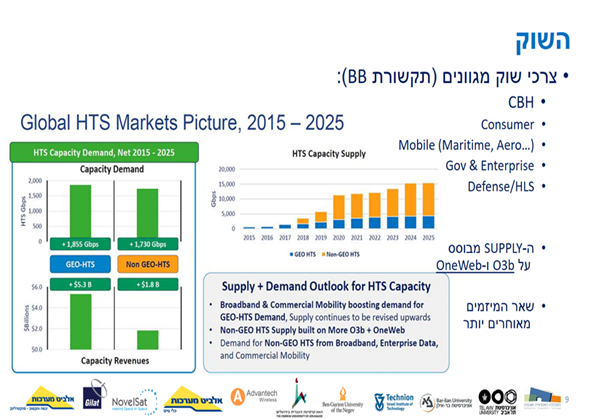 השוק
• צרכי שוק מגוונים (תקשורת BB):
• CBH
• Consumer
• Mobile (Maritime, Aero...)
• Gov & Enterprise
• Defense/HLS
• ה-SUPPLY מבוסס
על O3b ו-OneWeb
• שאר המיזמים
מאוחרים יותר
Global HTS Markets Picture, 2015 – 2025
HTS Capacity Demand, Net 2015 - 2025
Capacity Demand
HTS Gbps
2,000
1,500
1,000
500
0
+ 1,855 Gbps
+ 1,730 Gbps
GEO-HTS
Non GEO-HTS
+$5.3 B
+$1.8 B
$Billions
$6.0
$4.0
$2.0
$0.0
Capacity Revenues
HTS Capacity Supply
Gbps
20,000
15,000
10,000
5,000
0
2015 2016 2017 2018 2019 2020 2021 2022 2023 2024 2025
GEO HTS
Non-GEO HTS
Supply + Demand Outlook for HTS Capacity
• Broadband & Commercial Mobility boosting demand for
GEO-HTS Demand, Supply continues to be revised upwards
• Non-GEO HTS Supply built on More O3b + OneWeb
• Demand for Non-GEO HTS from Broadband, Enterprise Data,
and Commercial Mobility
אלביט מערכות
Gilat
NovelSat
אלביט מערכות
Advantech
Wireless
Ben-Gurion University
of the Negev
Technion
Israel Institute of
Technology
Bar-Ilan University
אוניברסיטת בר-אילן
TEL AVIV UNIVERSITY
אוניברסיטת תל אביב
9